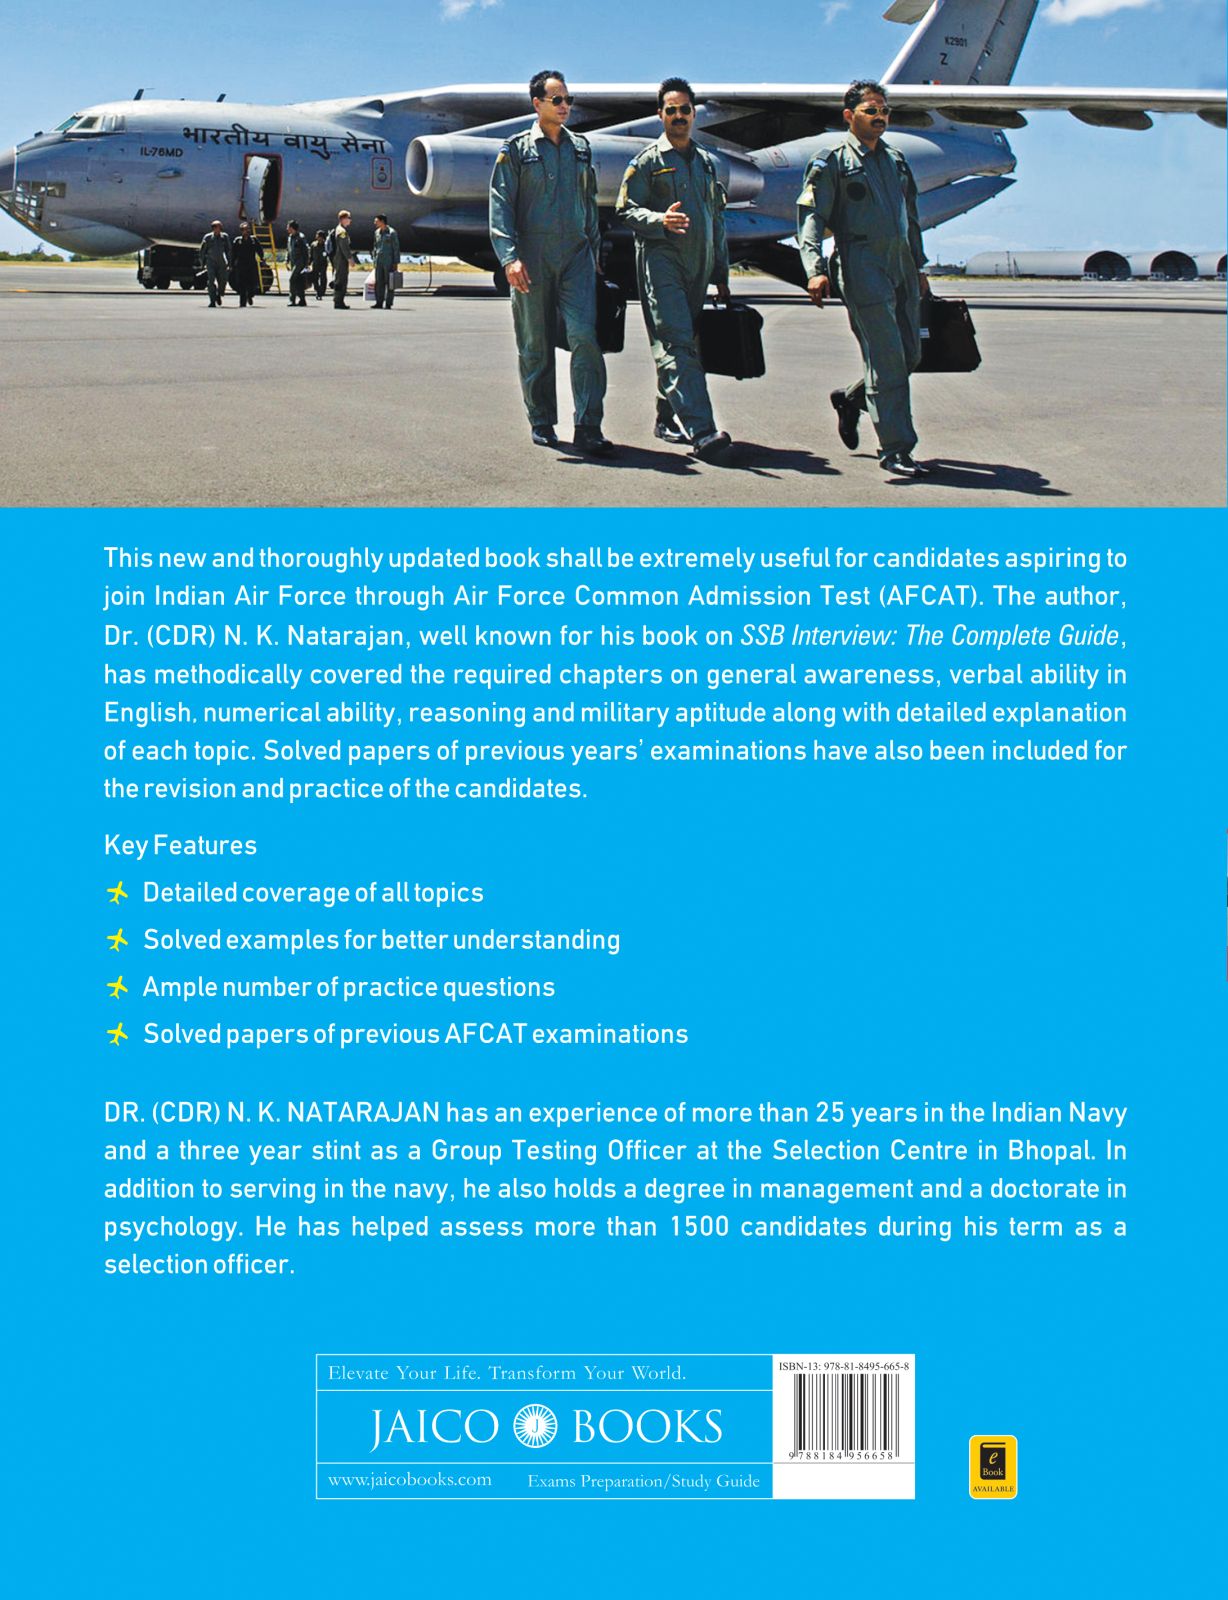 K2901
Z
भारतीय वायु सेना
IL-76MD
This new and thoroughly updated book shall be extremely useful for candidates aspiring to
join Indian Air Force through Air Force Common Admission Test (AFCAT). The author,
Dr. (CDR) N. K. Natarajan, well known for his book on SSB Interview: The Complete Guide,
has methodically covered the required chapters on general awareness, verbal ability in
English, numerical ability, reasoning and military aptitude along with detailed explanation
of each topic. Solved papers of previous years’ examinations have also been included for
the revision and practice of the candidates.
Key Features
Detailed coverage of all topics
Solved examples for better understanding
Ample number of practice questions
Solved papers of previous AFCAT examinations
DR. (CDR) N. K. NATARAJAN has an experience of more than 25 years in the Indian Navy
and a three year stint as a Group Testing Officer at the Selection Centre in Bhopal. In
addition to serving in the navy, he also holds a degree in management and a doctorate in
psychology. He has helped assess more than 1500 candidates during his term as a
selection officer.
Elevate Your Life. Transform Your World.
JAICO J BOOKS
www.jaicobooks.com Exams Preparation/Study Guide
ISBN-13: 978-81-8495-665-8
9 788184 956658
e
Book
AVAILABLE